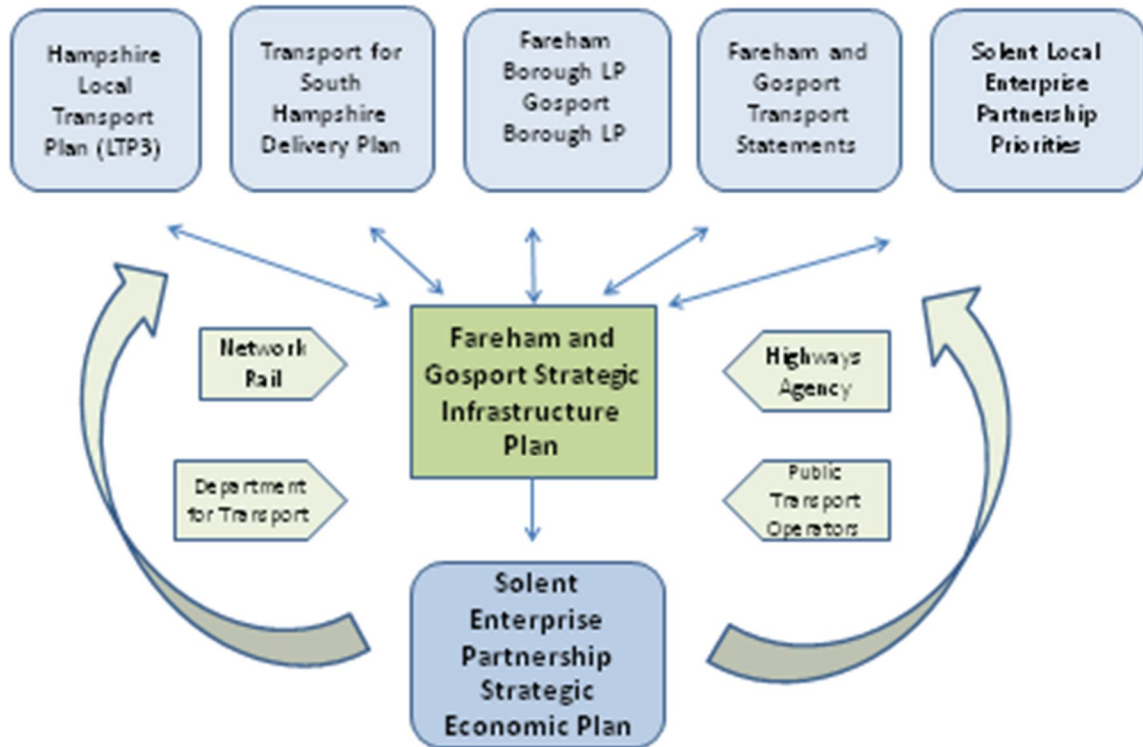 Hampshire
Local
Transport
Plan (LTP3)
Transport for
South
Hampshire
Delivery Plan
Fareham
Borough LP
Gosport
Borough LP
Fareham and
Gosport
Transport
Statements
Solent Local
Enterprise
Partnership
Priorities
Network
Rail
Fareham and
Gosport Strategic
Infrastructure
Plan
Highways
Agency
Department
for Transport
Public
Transport
Operators
Solent
Enterprise
Partnership
Strategic
Economic Plan